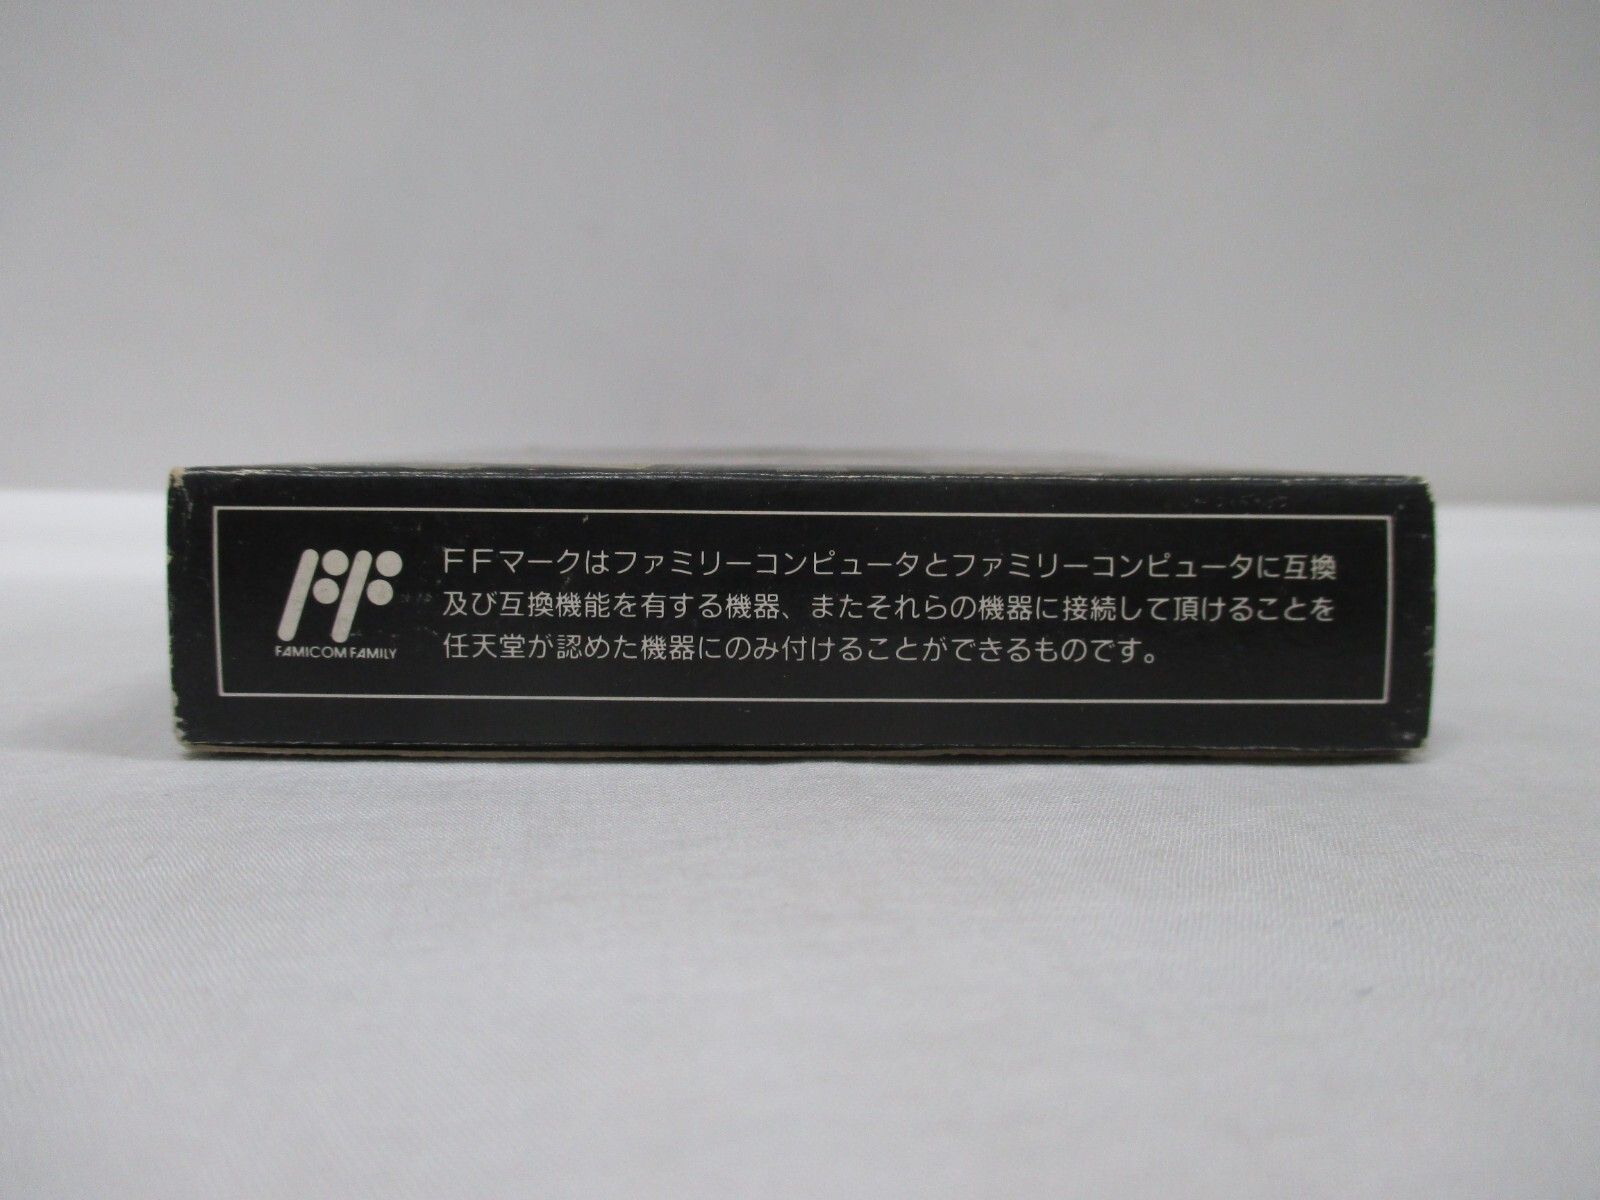 FFマークはファミリーコンピュータとファミリーコンピュータに互換
及び互換機能を有する機器、またそれらの機器に接続して頂けることを
任天堂が認めた機器にのみ付けることができるものです。
FF
FAMICOM FAMILY